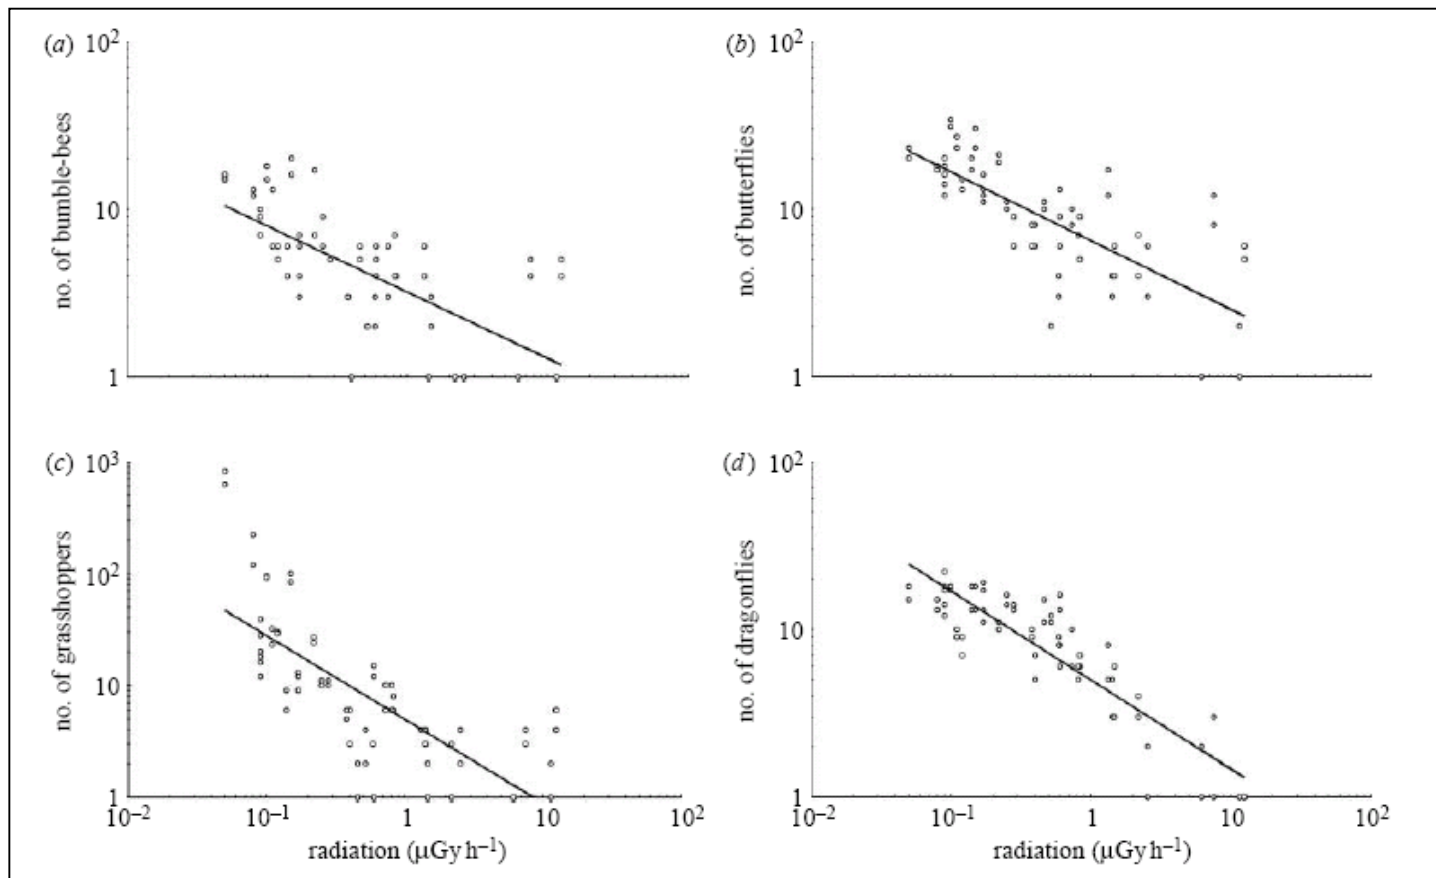 (a)
10²
10
1
no. of bumble-bees
(b)
10²
10
1
no. of butterflies
(c)
10³
10²
10
1
no. of grasshoppers
10⁻²
10⁻¹
1
10
10²
radiation (μGy h⁻¹)
(d)
10²
10
1
no. of dragonflies
10⁻²
10⁻¹
1
10
10²
radiation (μGy h⁻¹)